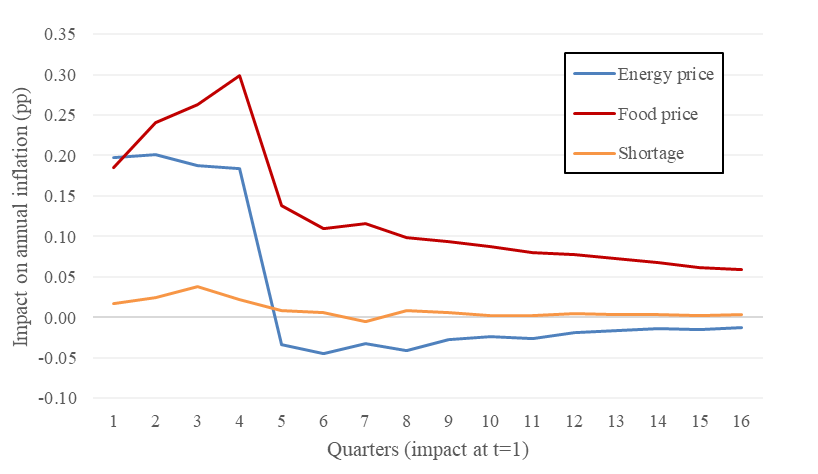 0.35
0.30
0.25
0.20
0.15
0.10
0.05
0.00
-0.05
-0.10
Impact on annual inflation (pp)
Energy price
Food price
Shortage
1 2 3 4 5 6 7 8 9 10 11 12 13 14 15 16
Quarters (impact at t=1)